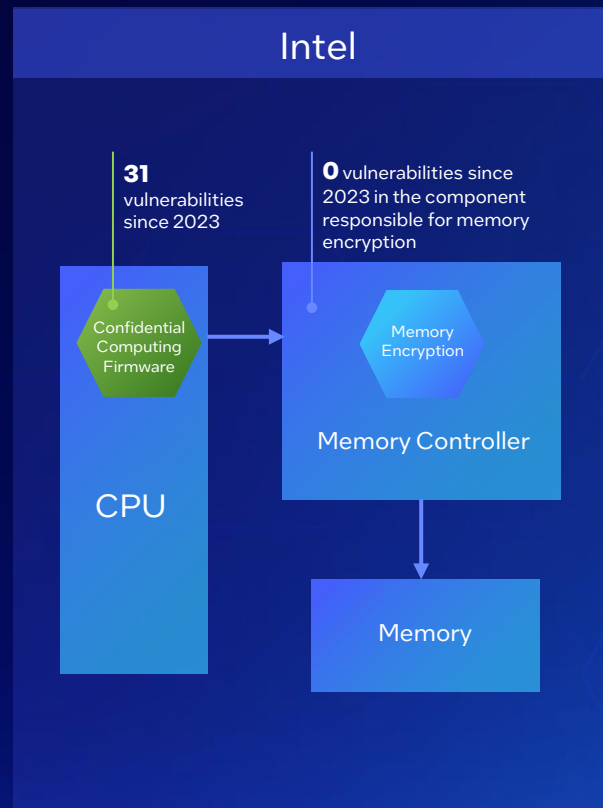 Intel
31
vulnerabilities
since 2023
0 vulnerabilities since
2023 in the component
responsible for memory
encryption
Confidential
Computing
Firmware
Memory
Encryption
Memory Controller
CPU
Memory